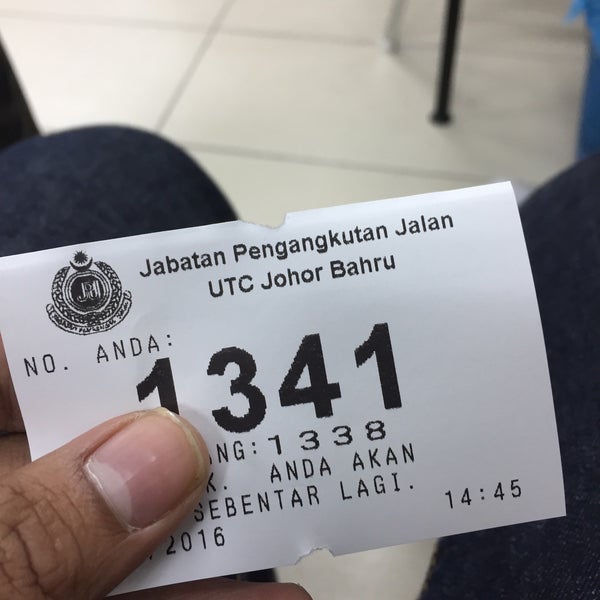 Jabatan Pengangkutan Jalan
UTC Johor Bahru
NO. ANDA:
1341
NG:1338
K. ANDA AKAN
SEBENTAR LAGI.
2016 14:45